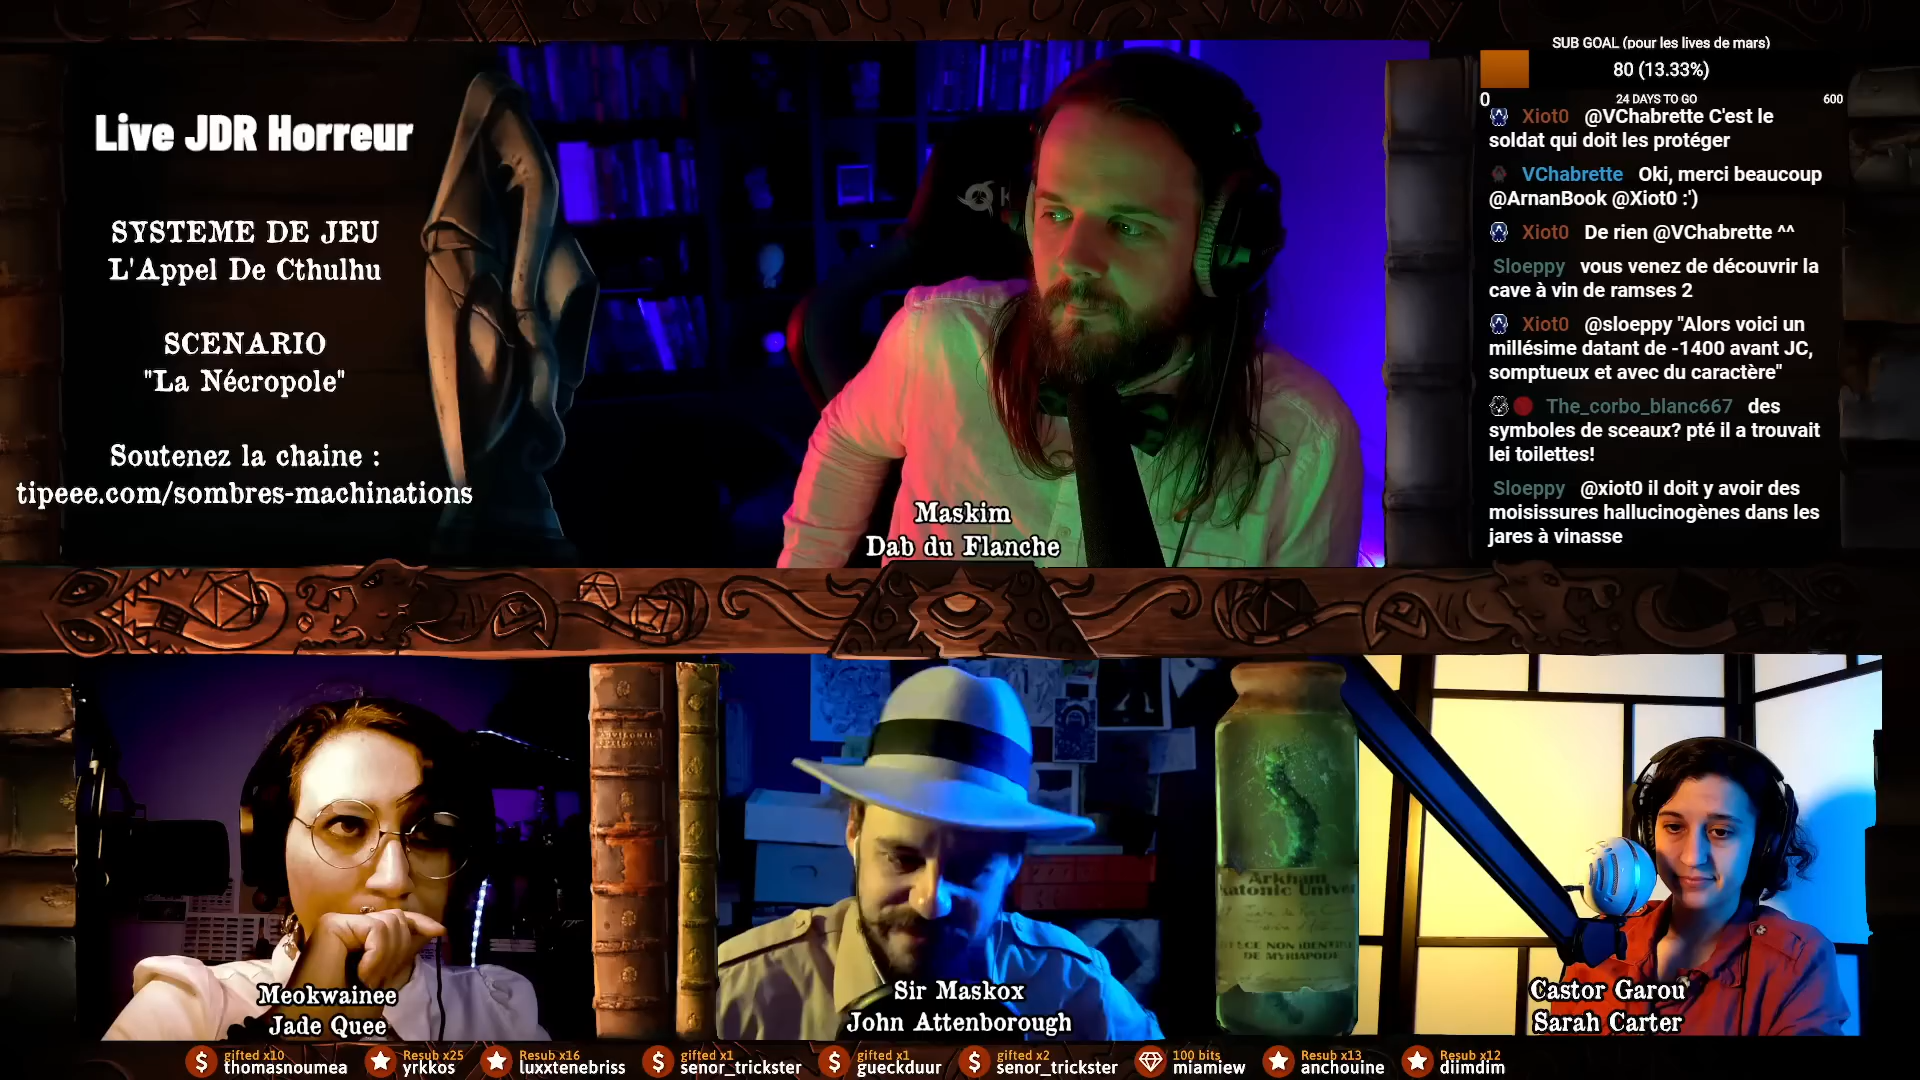 Live JDR Horreur
SYSTEME DE JEU
L'Appel De Cthulhu
SCENARIO
"La Nécropole"
Soutenez la chaine :
tipeee.com/sombres-machinations
Maskim
Dab du Flanche
SUB GOAL (pour les lives de mars)
80 (13.33%)
0
24 DAYS TO GO
600
Xiot0 @VChabrette C'est le
soldat qui doit les protéger
VChabrette Oki, merci beaucoup
@ArnanBook @Xiot0 :')
Xiot0 De rien @VChabrette ^^
Sloeppy vous venez de découvrir la
cave à vin de ramses 2
Xiot0 @sloeppy "Alors voici un
millésime datant de -1400 avant JC,
somptueux et avec du caractère"
The_corbo_blanc667 des
symboles de sceaux? pté il a trouvait
lei toilettes!
Sloeppy @xiot0 il doit y avoir des
moisissures hallucinogènes dans les
jares à vinasse
Meokwainee
Jade Quee
Sir Maskox
John Attenborough
Arkham
katonic Univer
NON IDENTI
DE MYRIAPODE
Castor Garou
Sarah Carter
gifted x10
thomasnoumea
Resub x25
yrkkos
Resub x16
luxxtenebriss
gifted x1
senor_trickster
gifted x1
gueckduur
gifted x2
senor_trickster
100 bits
miamiew
Resub x13
anchouine
Resub x12
diimdim